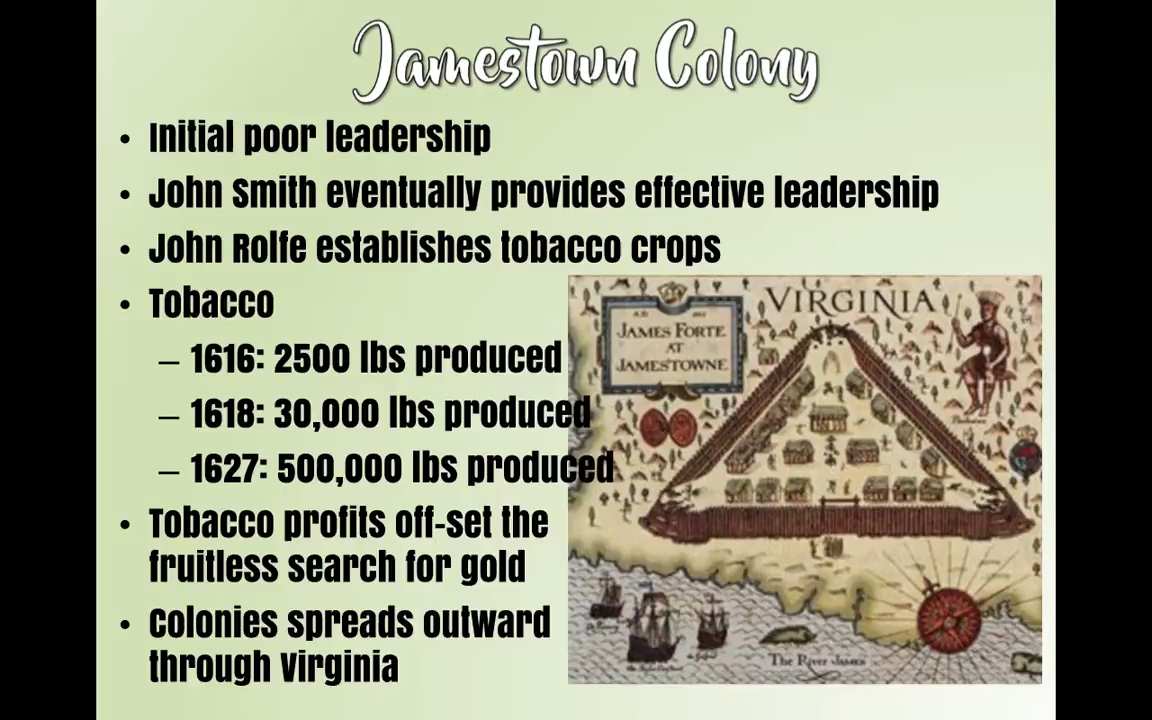 Jamestown Colony
• Initial poor leadership
• John Smith eventually provides effective leadership
• John Rolfe establishes tobacco crops
• Tobacco
– 1616: 2500 lbs produced
– 1618: 30,000 lbs produced
– 1627: 500,000 lbs produced
• Tobacco profits off-set the
fruitless search for gold
• Colonies spreads outward
through Virginia
VIRGINIA
JAMES FORTE
AT
JAMESTOWNE
The River JAMES